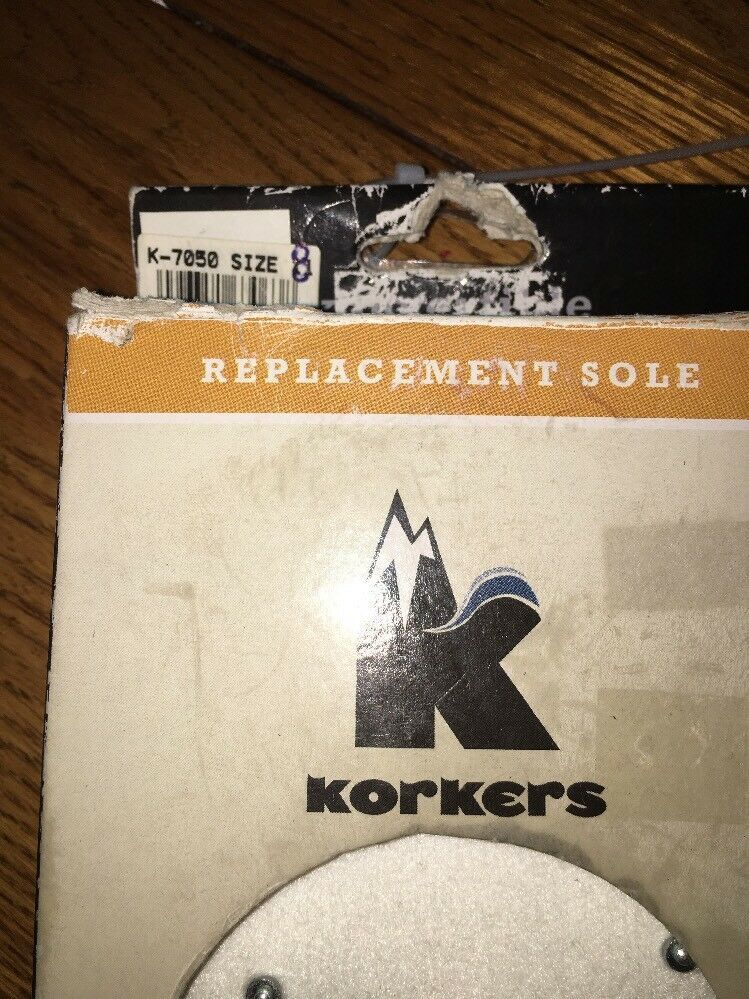 K-7050 SIZE 8
REPLACEMENT SOLE
K
korkers